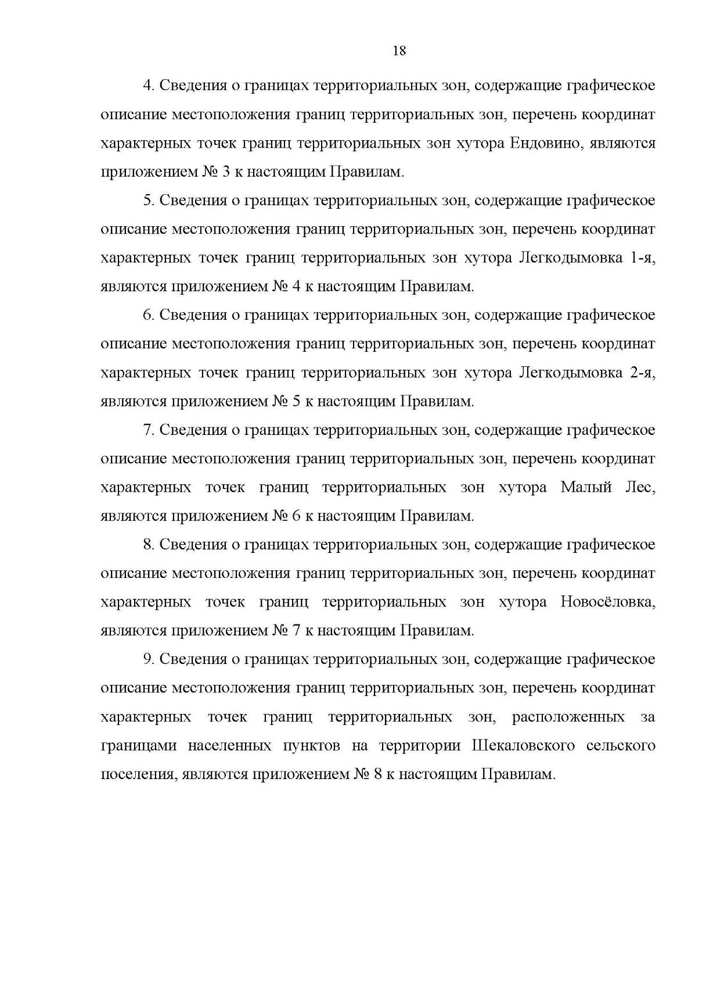 18
4. Сведения о границах территориальных зон, содержащие графическое
описание местоположения границ территориальных зон, перечень координат
характерных точек границ территориальных зон хутора Ендовино, являются
приложением № 3 к настоящим Правилам.
5. Сведения о границах территориальных зон, содержащие графическое
описание местоположения границ территориальных зон, перечень координат
характерных точек границ территориальных зон хутора Легкодымовка 1-я,
являются приложением № 4 к настоящим Правилам.
6. Сведения о границах территориальных зон, содержащие графическое
описание местоположения границ территориальных зон, перечень координат
характерных точек границ территориальных зон хутора Легкодымовка 2-я,
являются приложением № 5 к настоящим Правилам.
7. Сведения о границах территориальных зон, содержащие графическое
описание местоположения границ территориальных зон, перечень координат
характерных точек границ территориальных зон хутора Малый Лес,
являются приложением № 6 к настоящим Правилам.
8. Сведения о границах территориальных зон, содержащие графическое
описание местоположения границ территориальных зон, перечень координат
характерных точек границ территориальных зон хутора Новосёловка,
являются приложением № 7 к настоящим Правилам.
9. Сведения о границах территориальных зон, содержащие графическое
описание местоположения границ территориальных зон, перечень координат
характерных точек границ территориальных зон, расположенных за
границами населенных пунктов на территории Шекаловского сельского
поселения, являются приложением № 8 к настоящим Правилам.